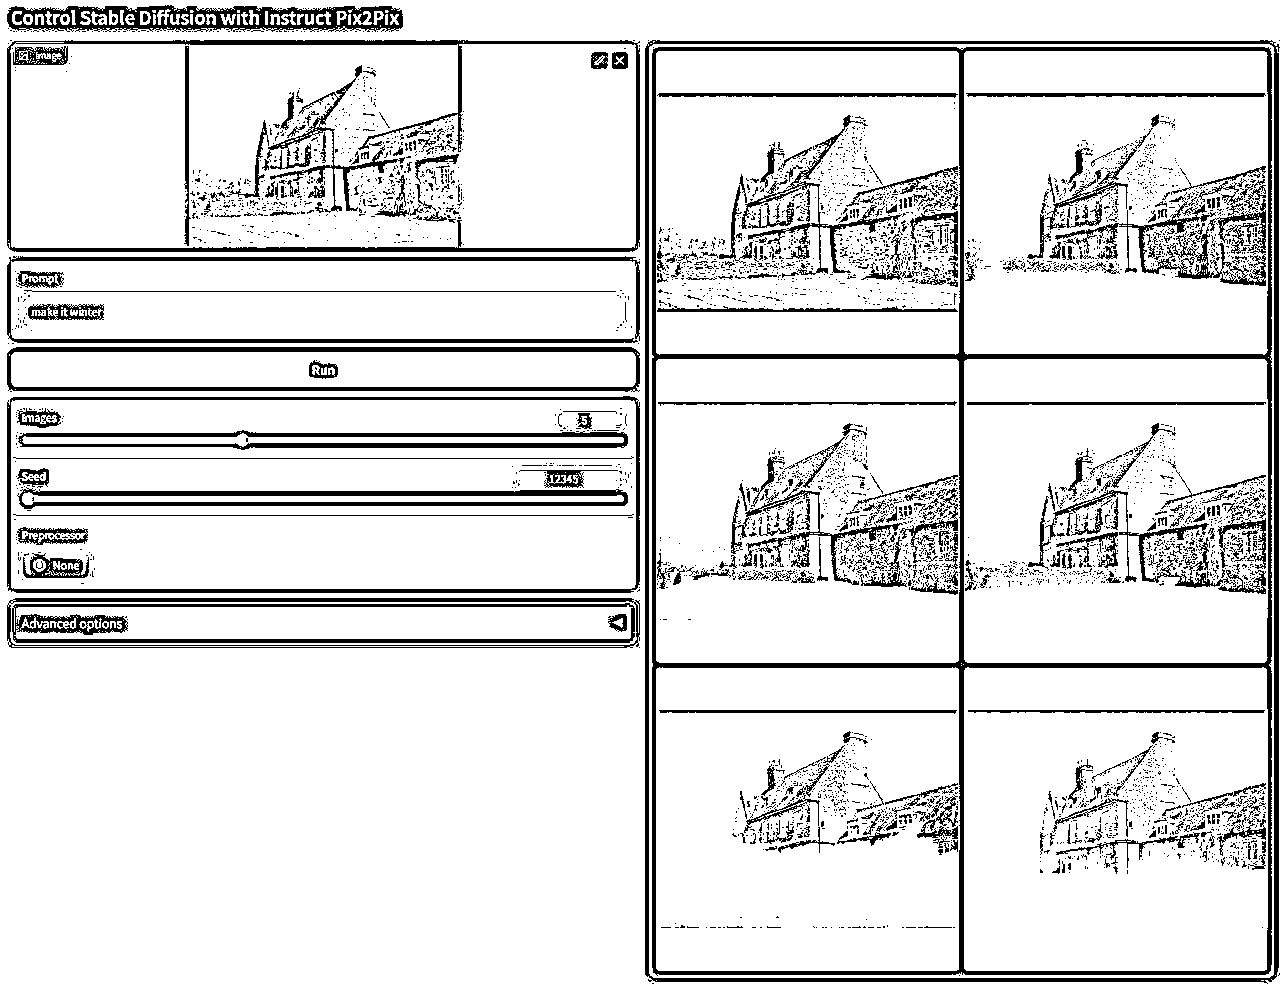 Control Stable Diffusion with Instruct Pix2Pix
Image
Prompt
make it winter
Run
Images
5
Seed
12345
Preprocessor
None
Advanced options